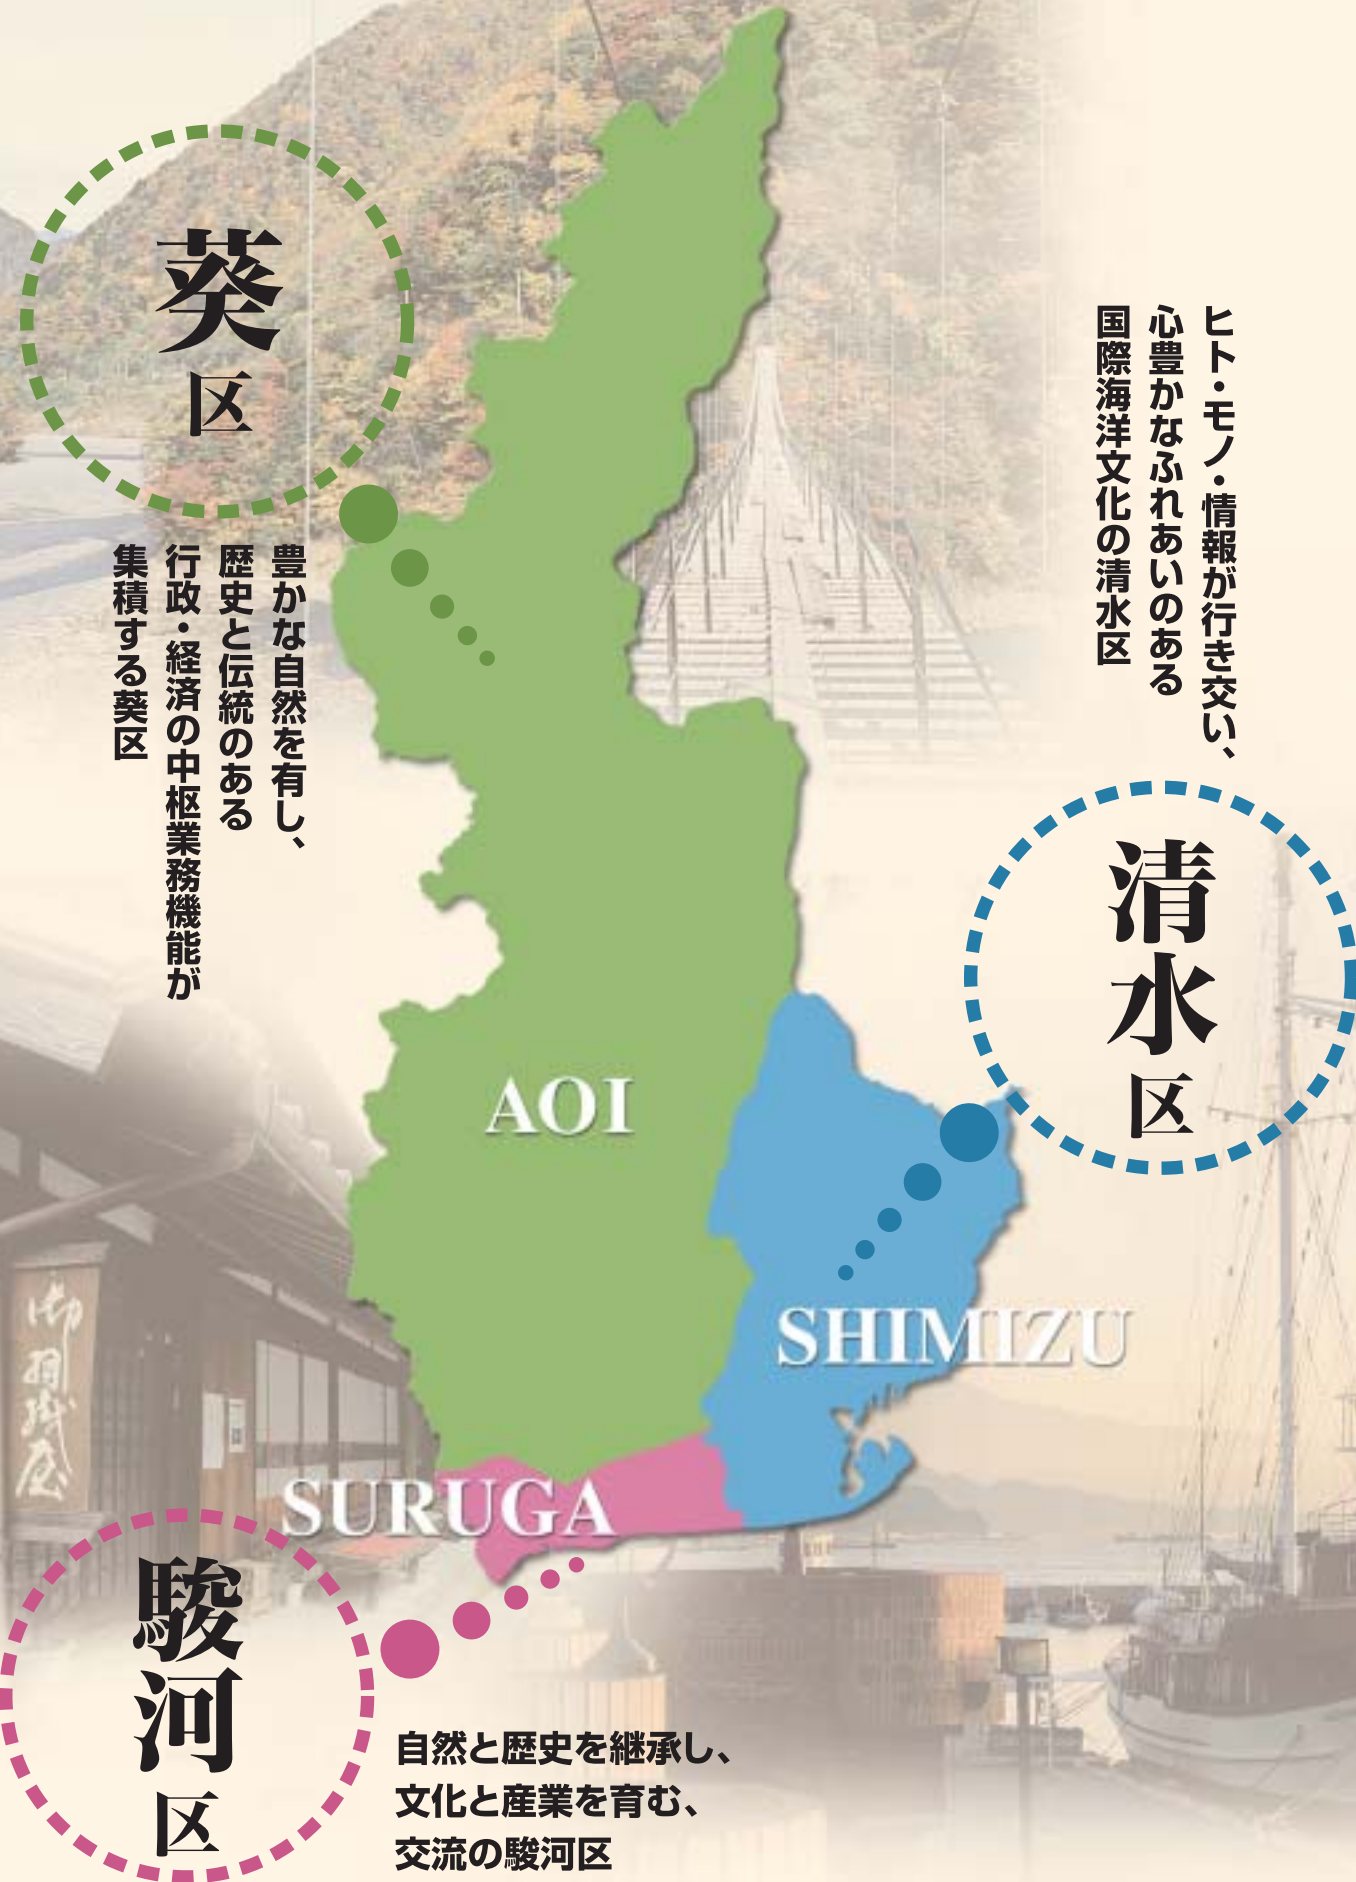 葵
区
豊かな自然を有し、
歴史と伝統のある
行政・経済の中枢業務機能が
集積する葵区
ヒト・モノ・情報が行き交い、
心豊かなふれあいのある
国際海洋文化の清水区
清水
区
AOI
SHIMIZU
SURUGA
駿河
区
自然と歴史を継承し、
文化と産業を育む、
交流の駿河区